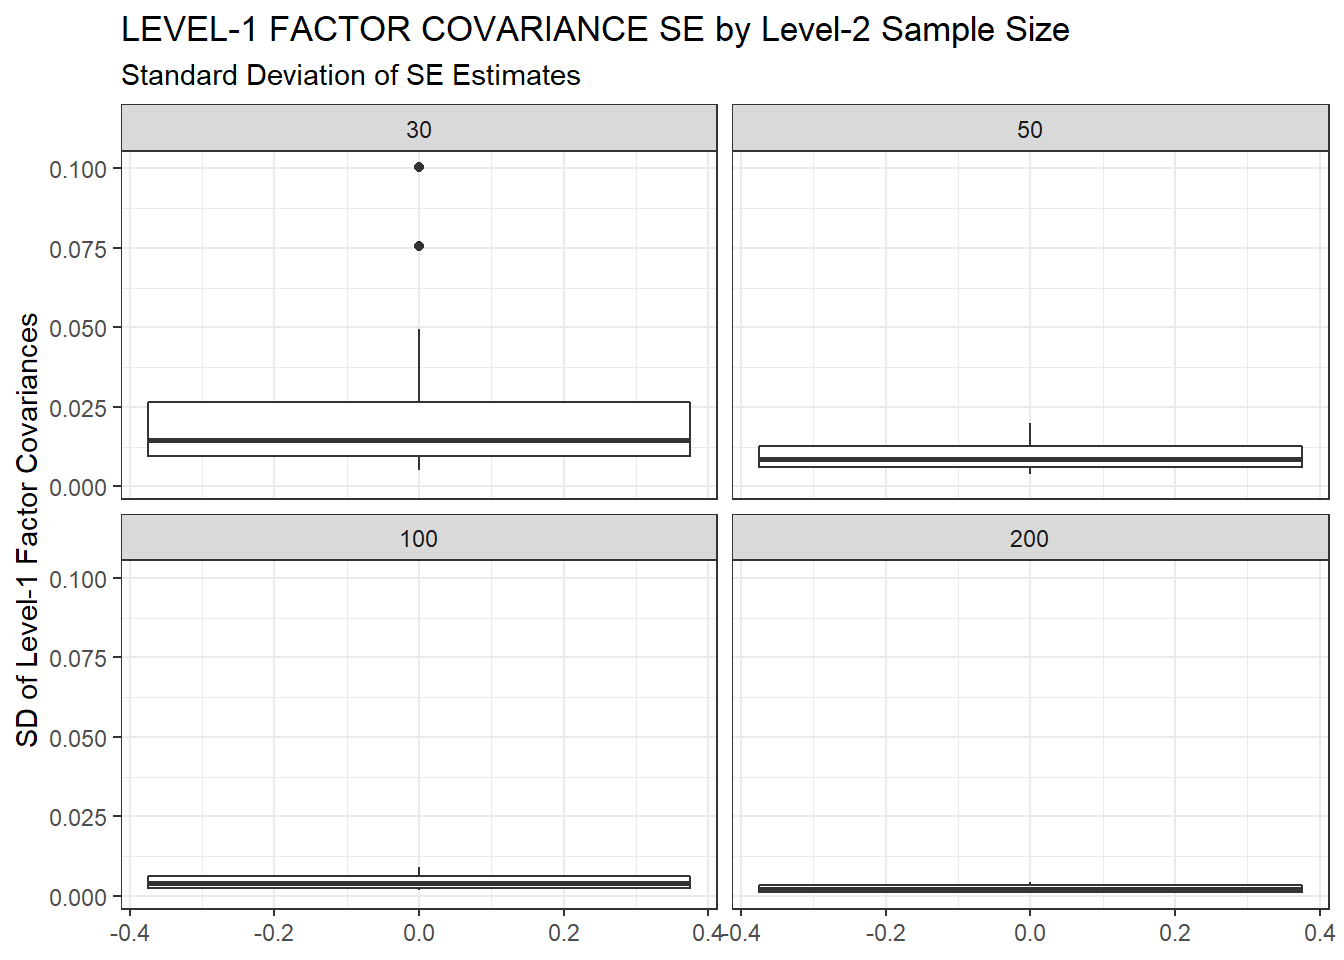 LEVEL-1 FACTOR COVARIANCE SE by Level-2 Sample Size
Standard Deviation of SE Estimates
SD of Level-1 Factor Covariances
30
50
0.100
0.075
0.050
0.025
0.000
100
200
0.100
0.075
0.050
0.025
0.000
-0.4 -0.2 0.0 0.2 0.4
-0.4 -0.2 0.0 0.2 0.4